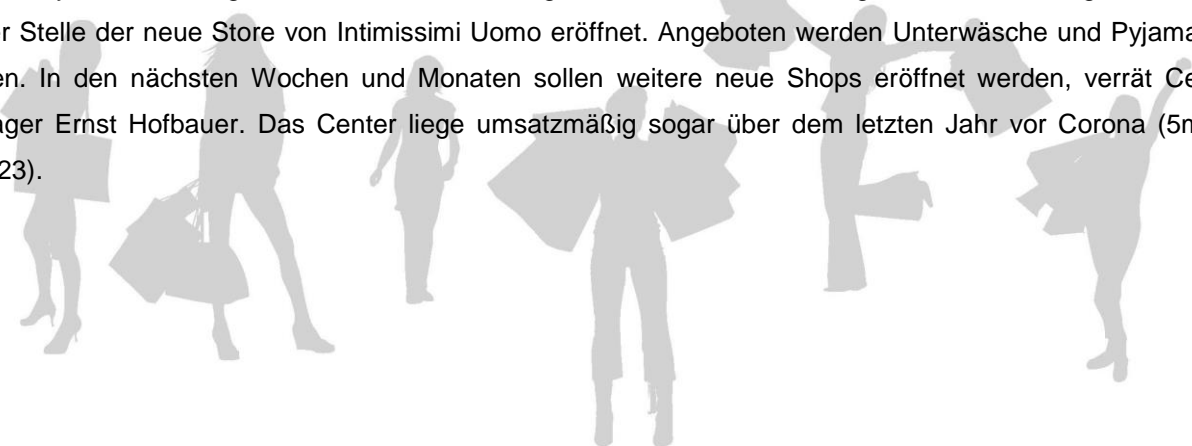 er Stelle der neue Store von Intimissimi Uomo eröffnet. Angeboten werden Unterwäsche und Pyjama
en. In den nächsten Wochen und Monaten sollen weitere neue Shops eröffnet werden, verrät Ce
ager Ernst Hofbauer. Das Center liege umsatzmäßig sogar über dem letzten Jahr vor Corona (5m
23).